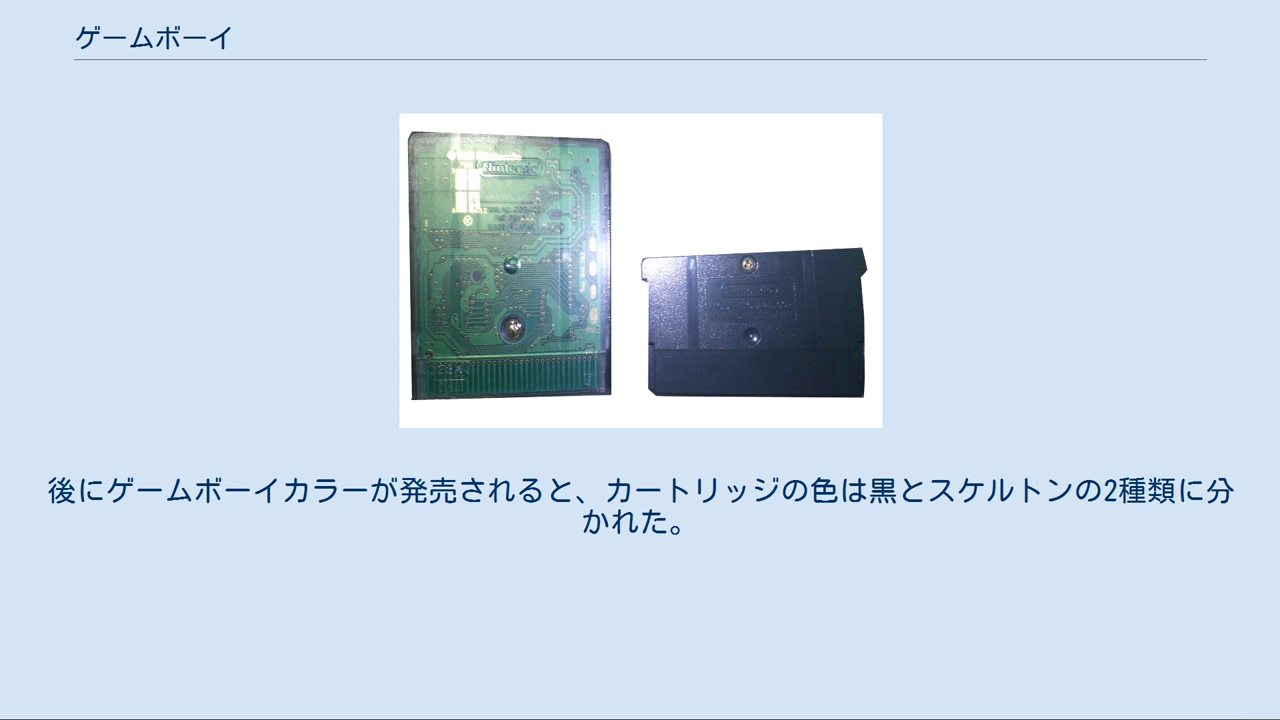 ゲームボーイ
Nintendo
後にゲームボーイカラーが発売されると、カートリッジの色は黒とスケルトンの2種類に分
かれた。